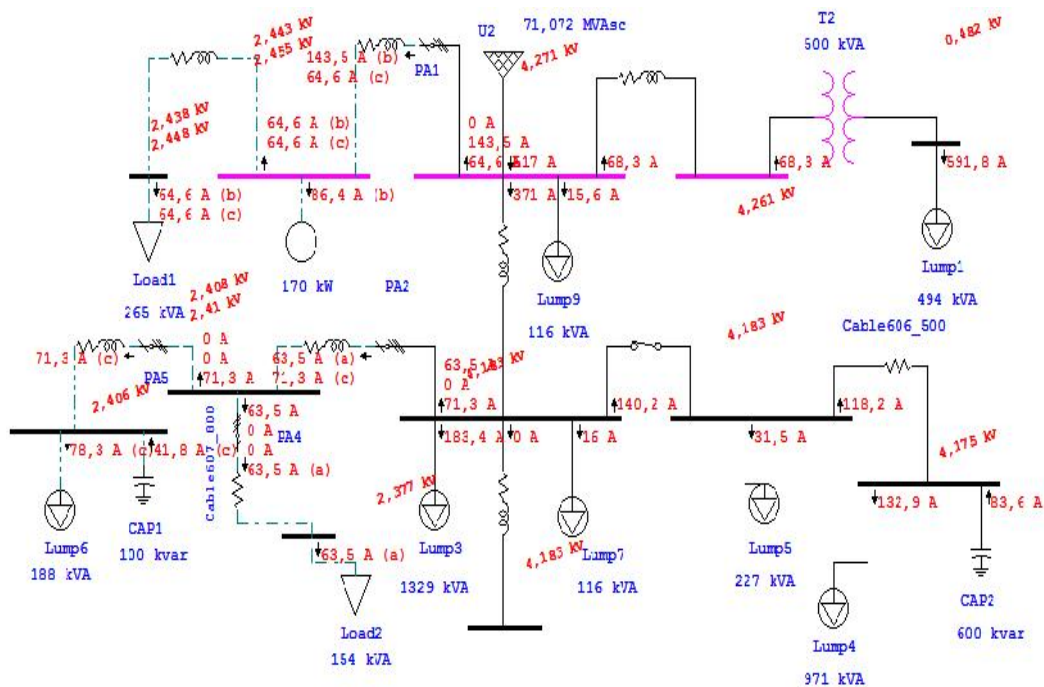 U2
71,072 MVAsc
T2
500 kVA
0,482 kV
2,443 kV
2,455 kV
143,5 A (b)
64,6 A (c)
PA1
4,271 kV
2,438 kV
2,448 kV
64,6 A (b)
64,6 A (c)
0 A
143,5 A
64,6 A
517 A
68,3 A
68,3 A
591,8 A
64,6 A (b)
64,6 A (c)
86,4 A (b)
371 A
15,6 A
4,261 kV
Load1
265 kVA
170 kW
PA2
Lump9
116 kVA
Lump1
494 kVA
Cable606_500
2,408 kV
2,41 kV
4,183 kV
71,3 A (c)
0 A
0 A
71,3 A
63,5 A (a)
71,3 A (c)
63,5 A
0 A
71,3 A
4,183 kV
140,2 A
118,2 A
PA5
2,406 kV
63,5 A
0 A
0 A
63,5 A (a)
PA4
Cable607_800
78,3 A (c)
41,8 A (c)
183,4 A
0 A
16 A
31,5 A
4,175 kV
132,9 A
83,6 A
2,377 kV
Lump6
188 kVA
CAP1
100 kvar
63,5 A (a)
Lump3
1329 kVA
4,183 kV
Lump7
116 kVA
Lump5
227 kVA
CAP2
600 kvar
Load2
154 kVA
Lump4
971 kVA